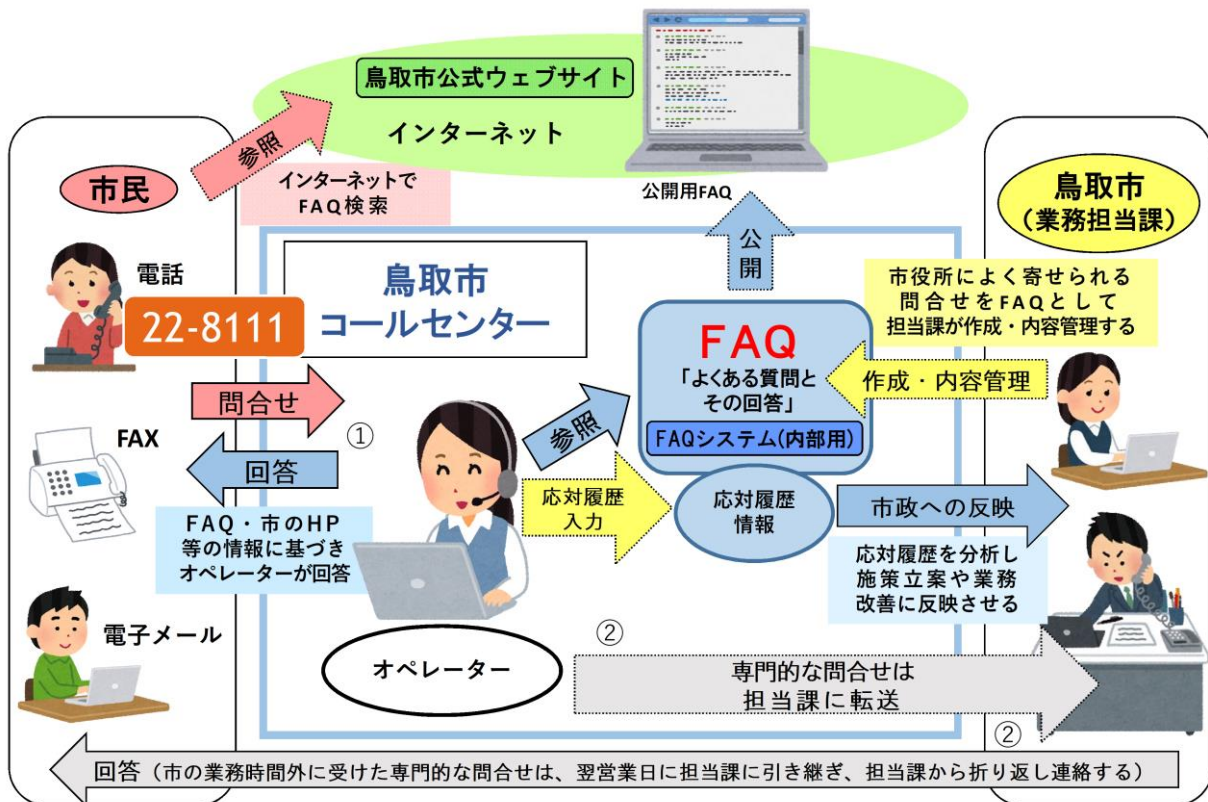 鳥取市公式ウェブサイト
インターネット
公開用FAQ
参照
インターネットで
FAQ検索
市民
電話
22-8111
鳥取市
コールセンター
公開
鳥取市
(業務担当課)
市役所によく寄せられる
問合せをFAQとして
担当課が作成・内容管理する
FAQ
「よくある質問と
その回答」
FAQシステム(内部用)
作成・内容管理
問合せ
①
回答
FAX
FAQ・市のHP
等の情報に基づき
オペレーターが回答
参照
応対履歴
入力
応対履歴
情報
市政への反映
応対履歴を分析し
施策立案や業務
改善に反映させる
電子メール
オペレーター
②
専門的な問合せは
担当課に転送
②
回答(市の業務時間外に受けた専門的な問合せは、翌営業日に担当課に引き継ぎ、担当課から折り返し連絡する)